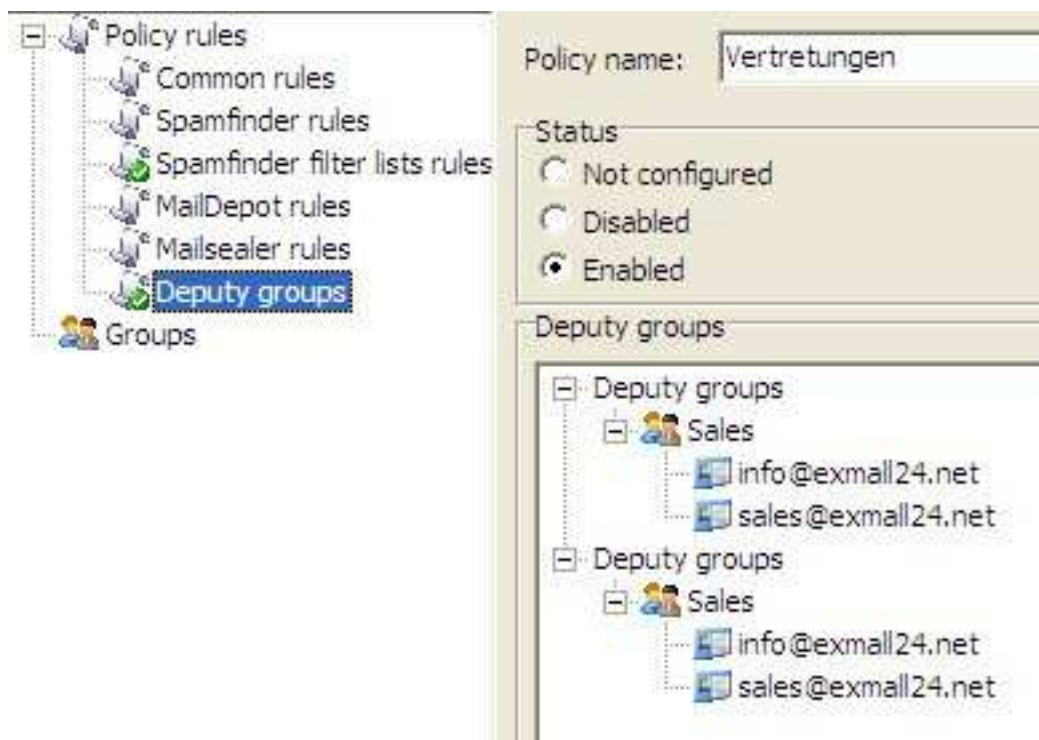 Policy rules
Common rules
Spamfinder rules
Spamfinder filter lists rules
MailDepot rules
Mailsealer rules
Deputy groups
Groups
Policy name: Vertretungen
Status
Not configured
Disabled
Enabled
Deputy groups
Deputy groups
Sales
info@exmall24.net
sales@exmall24.net
Deputy groups
Sales
info@exmall24.net
sales@exmall24.net